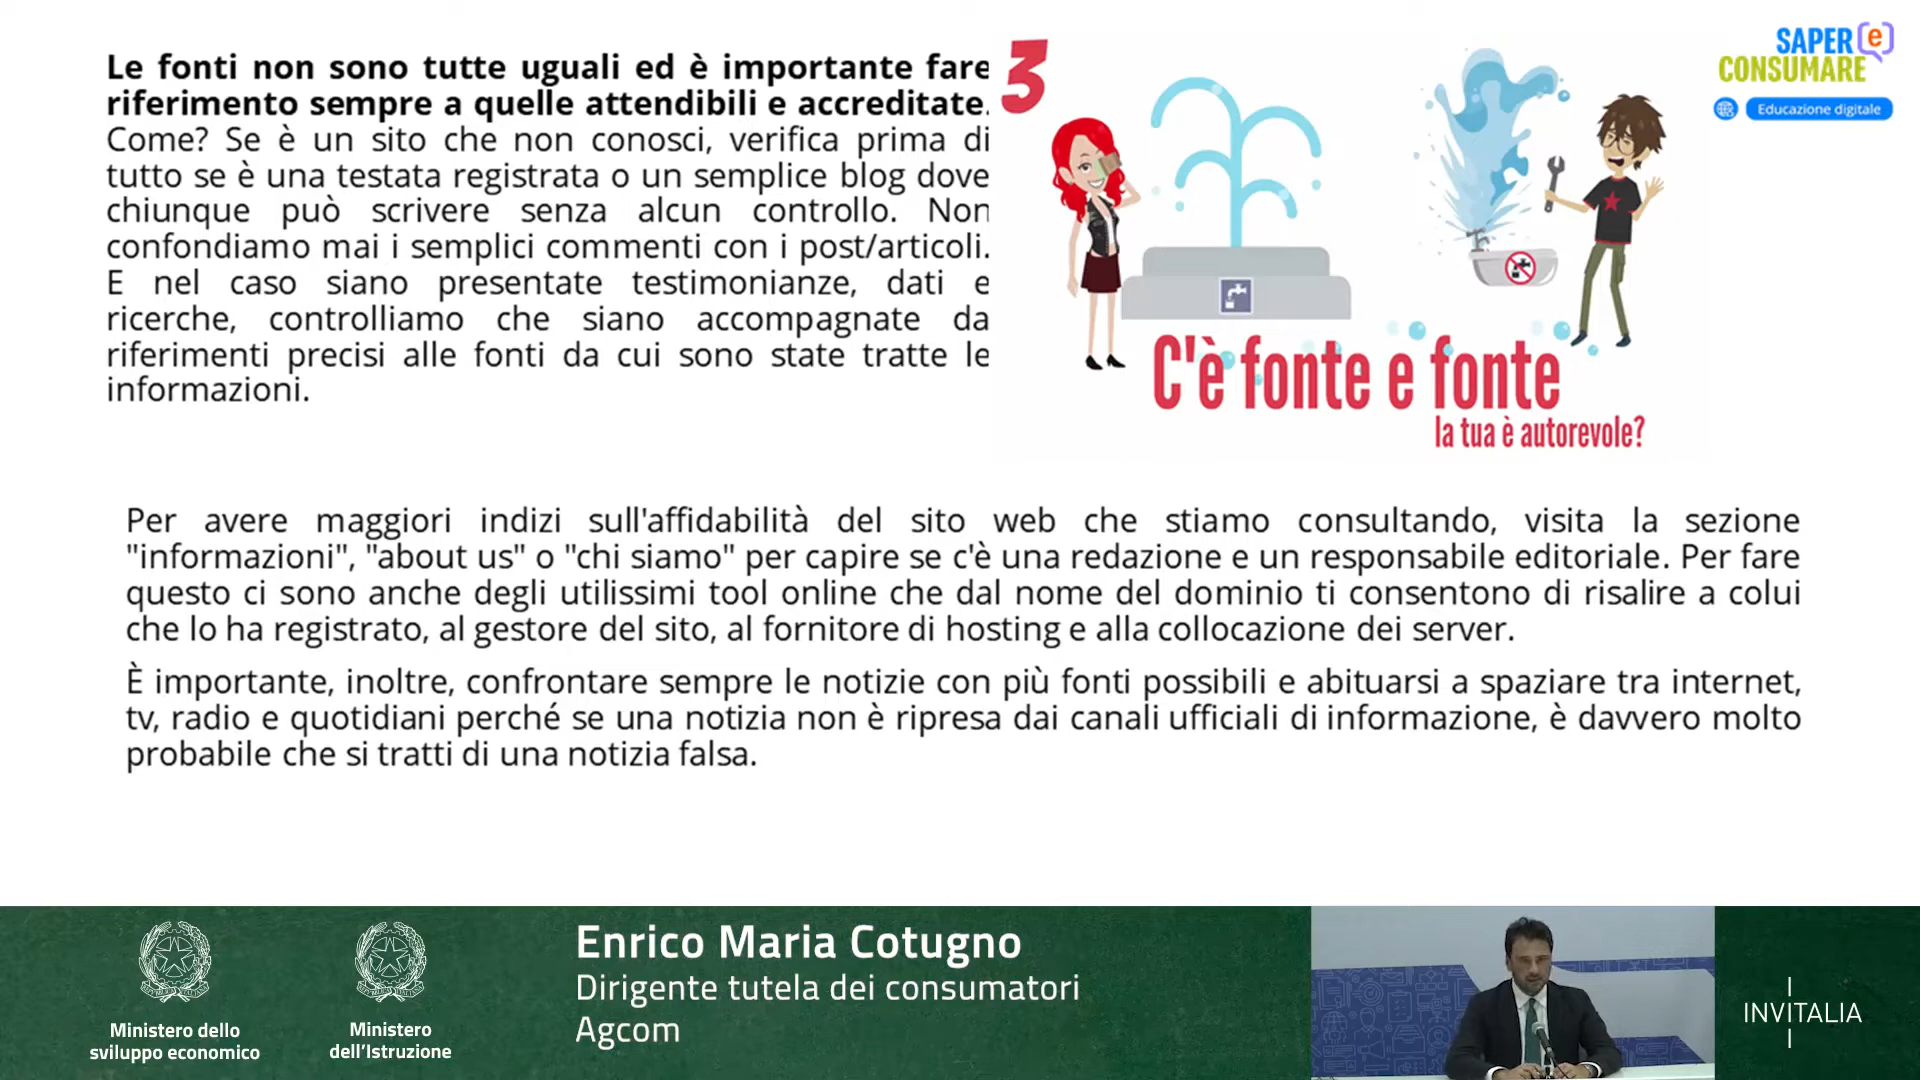 Le fonti non sono tutte uguali ed è importante fare
riferimento sempre a quelle attendibili e accreditate.
Come? Se è un sito che non conosci, verifica prima di
tutto se è una testata registrata o un semplice blog dove
chiunque può scrivere senza alcun controllo. Non
confondiamo mai i semplici commenti con i post/articoli.
E nel caso siano presentate testimonianze, dati e
ricerche, controlliamo che siano accompagnate da
riferimenti precisi alle fonti da cui sono state tratte le
informazioni.
3
C'è fonte e fonte
la tua è autorevole?
SAPER(e)
CONSUMARE
Educazione digitale
Per avere maggiori indizi sull'affidabilità del sito web che stiamo consultando, visita la sezione
"informazioni", "about us" o "chi siamo" per capire se c'è una redazione e un responsabile editoriale. Per fare
questo ci sono anche degli utilissimi tool online che dal nome del dominio ti consentono di risalire a colui
che lo ha registrato, al gestore del sito, al fornitore di hosting e alla collocazione dei server.
È importante, inoltre, confrontare sempre le notizie con più fonti possibili e abituarsi a spaziare tra internet,
tv, radio e quotidiani perché se una notizia non è ripresa dai canali ufficiali di informazione, è davvero molto
probabile che si tratti di una notizia falsa.
Ministero dello
sviluppo economico
Ministero
dell'Istruzione
Enrico Maria Cotugno
Dirigente tutela dei consumatori
Agcom
INVITALIA